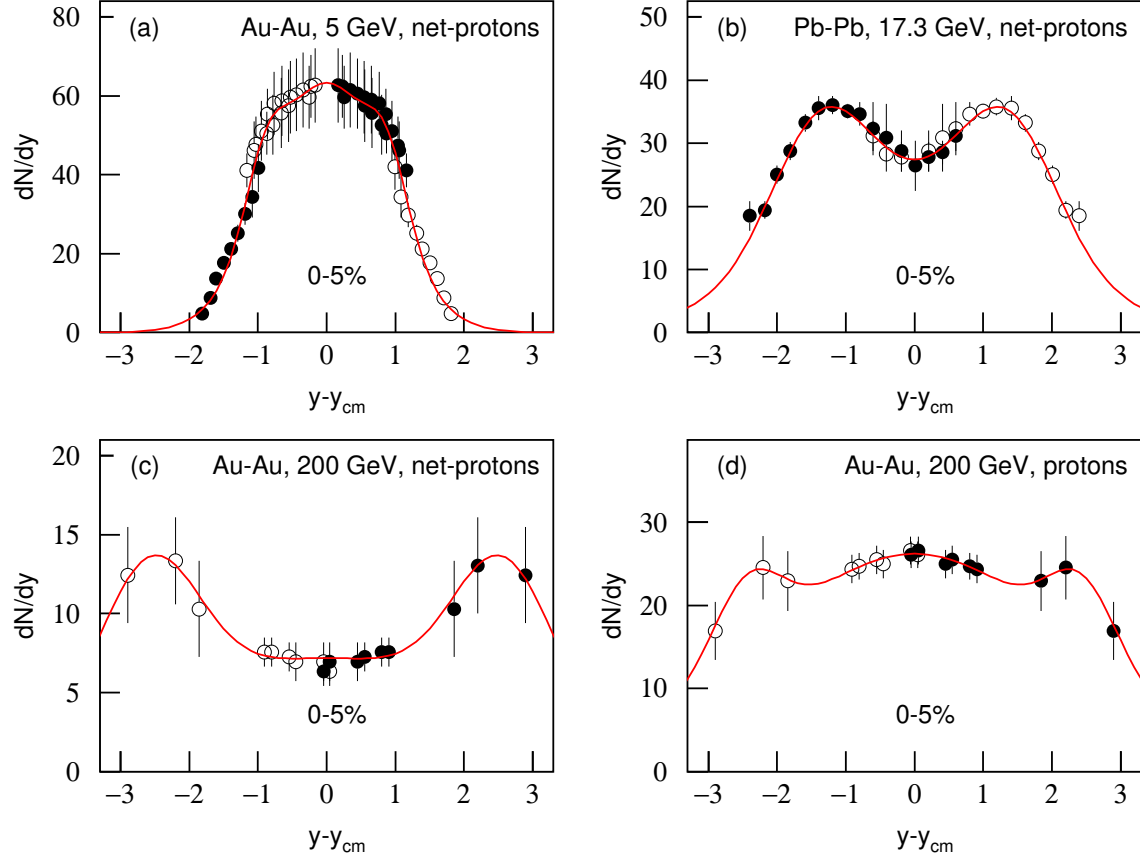 (a) Au-Au, 5 GeV, net-protons
80
60
40
20
0
dN/dy
0-5%
−3 −2 −1 0 1 2 3
y-ycm
(b) Pb-Pb, 17.3 GeV, net-protons
50
40
30
20
10
0
dN/dy
0-5%
−3 −2 −1 0 1 2 3
y-ycm
(c) Au-Au, 200 GeV, net-protons
20
15
10
5
0
dN/dy
0-5%
−3 −2 −1 0 1 2 3
y-ycm
(d) Au-Au, 200 GeV, protons
30
20
10
0
dN/dy
0-5%
−3 −2 −1 0 1 2 3
y-ycm